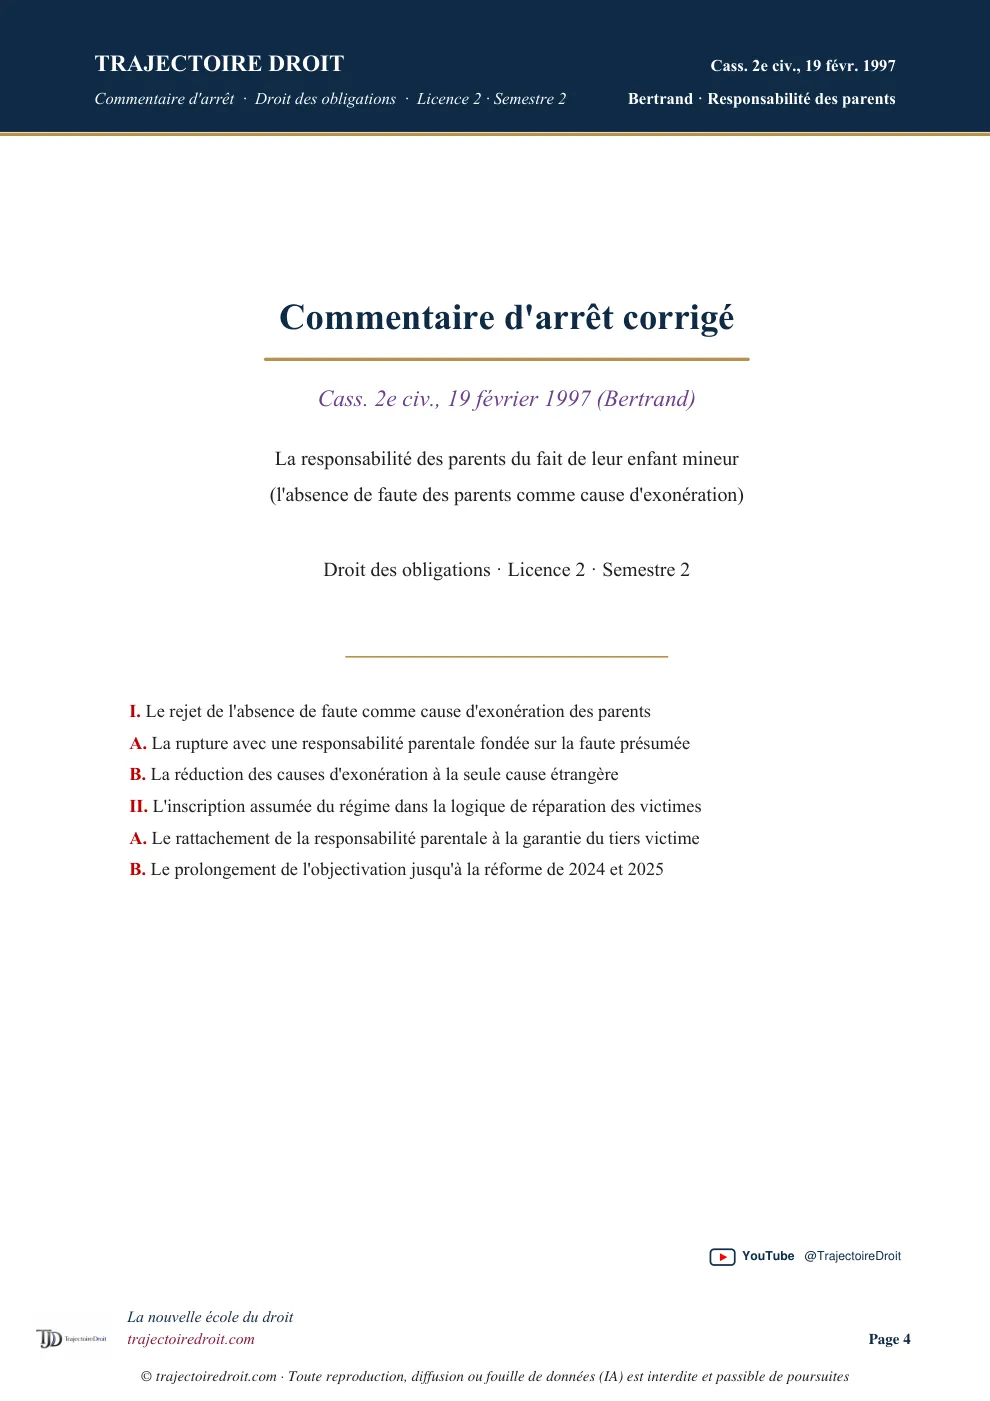 TRAJECTOIRE DROIT
Cass. 2e civ., 19 févr. 1997
Commentaire d'arrêt · Droit des obligations · Licence 2 · Semestre 2
Bertrand · Responsabilité des parents
Commentaire d'arrêt corrigé
Cass. 2e civ., 19 février 1997 (Bertrand)
La responsabilité des parents du fait de leur enfant mineur
(l'absence de faute des parents comme cause d'exonération)
Droit des obligations · Licence 2 · Semestre 2
I. Le rejet de l'absence de faute comme cause d'exonération des parents
A. La rupture avec une responsabilité parentale fondée sur la faute présumée
B. La réduction des causes d'exonération à la seule cause étrangère
II. L'inscription assumée du régime dans la logique de réparation des victimes
A. Le rattachement de la responsabilité parentale à la garantie du tiers victime
B. Le prolongement de l'objectivation jusqu'à la réforme de 2024 et 2025
YouTube @TrajectoireDroit
La nouvelle école du droit
TJD TrajectoireDroit
trajectoiredroit.com
Page 4
© trajectoiredroit.com · Toute reproduction, diffusion ou fouille de données (IA) est interdite et passible de poursuites